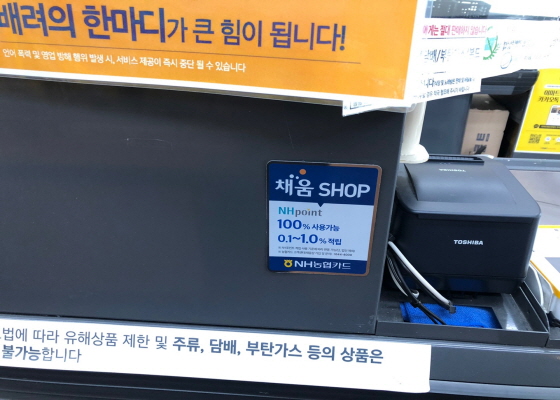 배려의 한마디가 큰 힘이 됩니다!
언어 폭력 및 영업 방해 행위 발생 시, 서비스 제공이 즉시 중단 될 수 있습니다
채움 SHOP
NHpoint
100% 사용가능
0.1~1.0% 적립
NH농협카드
TOSHIBA
법에 따라 유해상품 제한 및 주류, 담배, 부탄가스 등의 상품은
불가능합니다